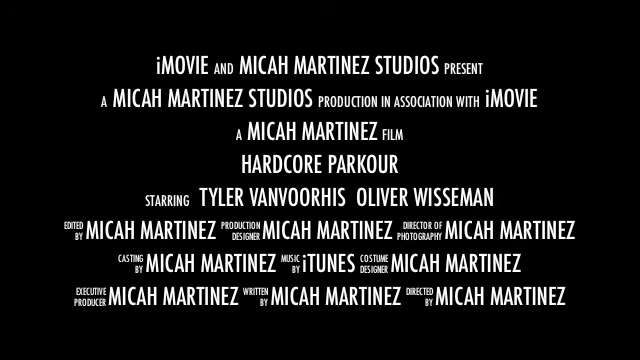 iMOVIE AND MICAH MARTINEZ STUDIOS PRESENT
A MICAH MARTINEZ STUDIOS PRODUCTION IN ASSOCIATION WITH iMOVIE
A MICAH MARTINEZ FILM
HARDCORE PARKOUR
STARRING TYLER VANVOORHIS OLIVER WISSEMAN
EDITED BY MICAH MARTINEZ PRODUCTION DESIGNER MICAH MARTINEZ DIRECTOR OF PHOTOGRAPHY MICAH MARTINEZ
CASTING BY MICAH MARTINEZ MUSIC BY iTUNES COSTUME DESIGNER MICAH MARTINEZ
EXECUTIVE PRODUCER MICAH MARTINEZ WRITTEN BY MICAH MARTINEZ DIRECTED BY MICAH MARTINEZ